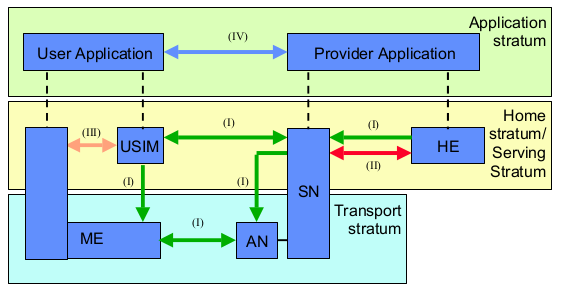 Application
stratum
User Application
(IV)
Provider Application
Home
stratum/
Serving
Stratum
(III)
USIM
(I)
(I)
HE
(II)
(I)
(I)
SN
Transport
stratum
ME
(I)
AN